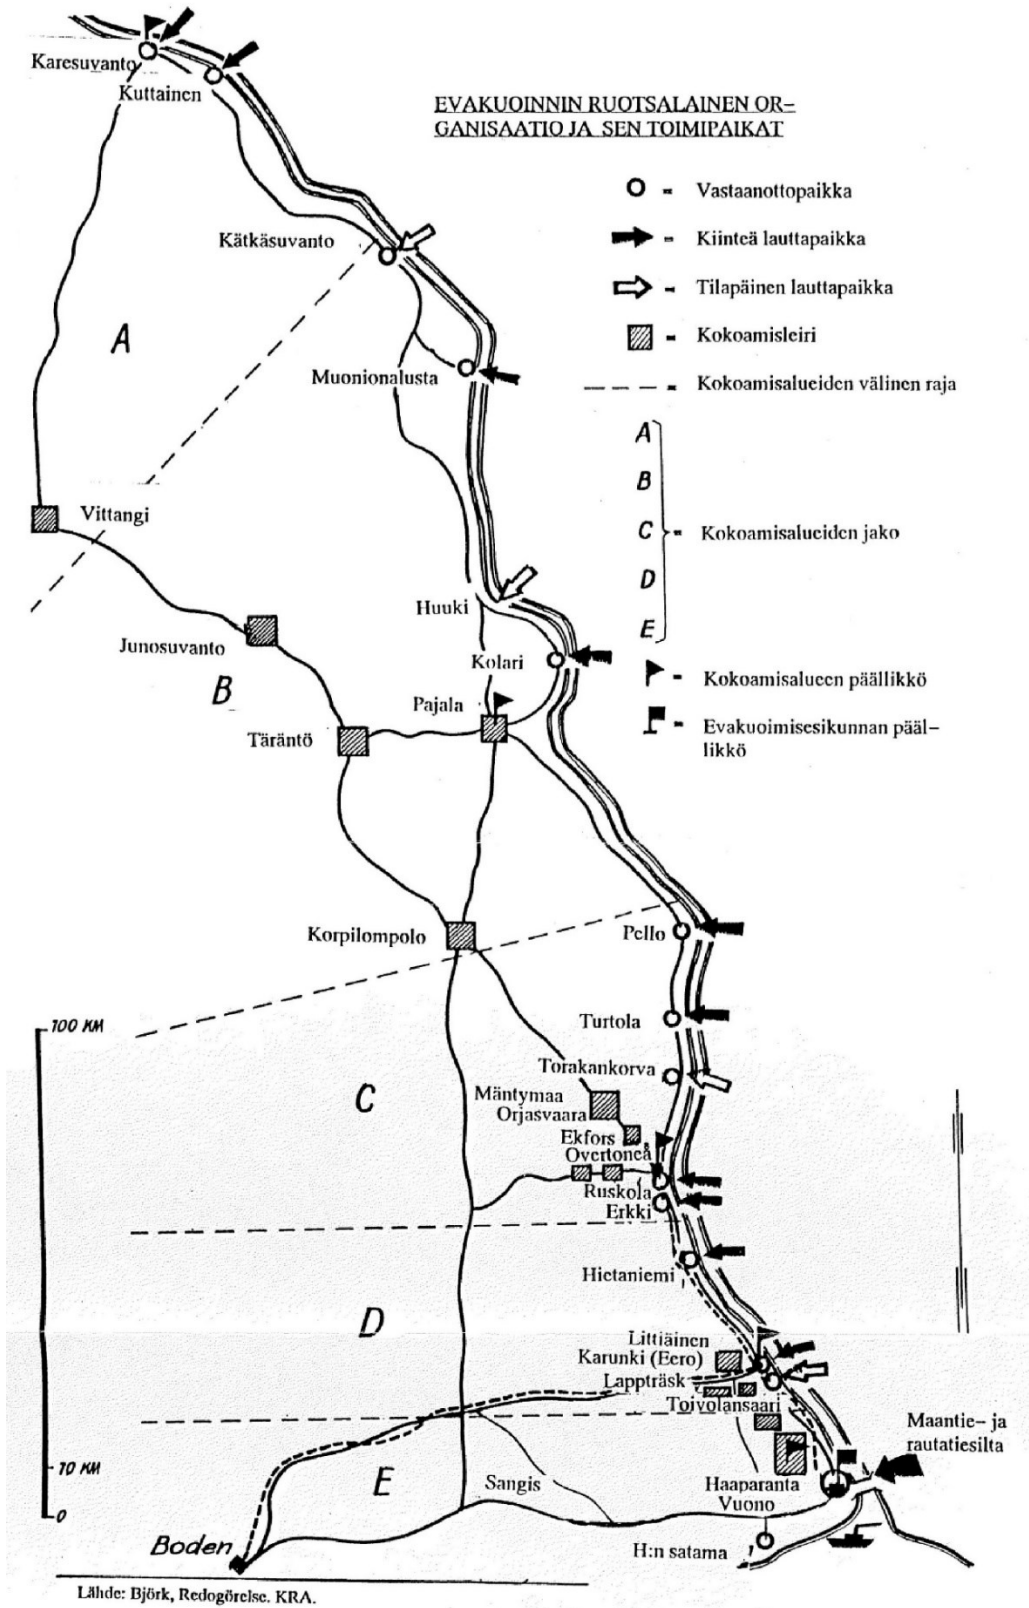 Karesuvanto
Kuttainen
EVAKUOINNIN RUOTSALAINEN OR-
GANISAATIO JA SEN TOIMIPAIKAT
Vastaanottopaikka
Kiinteä lauttapaikka
Tilapäinen lauttapaikka
Kokoamisleiri
Kokoamisalueiden välinen raja
A
B
C
D
E
Kokoamisalueiden jako
Kokoamisalueen päällikkö
Evakuoimisesikunnan pääl-
likkö
Kätkäsuvanto
A
Muonionalusta
Vittangi
Huuki
Junosuvanto
Kolari
B
Pajala
Täräntö
Korpilompolo
Pello
100 KM
Turtola
Torakankorva
C
Mäntymaa
Orjasvaara
Ekfors
Övertoneå
Ruskola
Erkki
Hietaniemi
D
Littiäinen
Karunki (Eero)
Lappträsk
Toivolansaari
Maantie- ja
rautatiesilta
10 KM
E
Sangis
Haaparanta
Vuono
0
Boden
H:n satama
Lähde: Björk, Redogörelse. KRA.